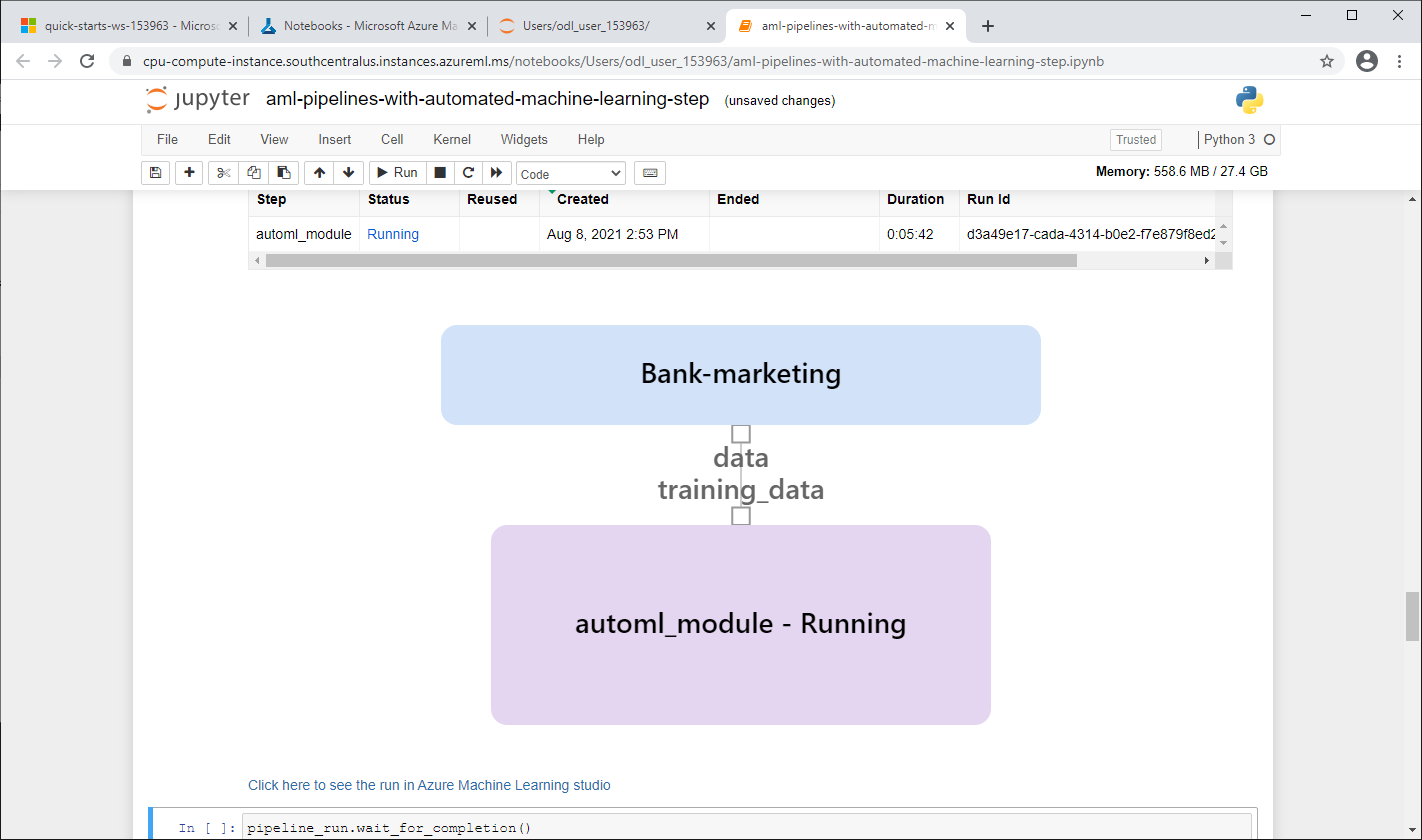 quick-starts-ws-153963 - Micros
Notebooks - Microsoft Azure Ma
Users/odl_user_153963/
aml-pipelines-with-automated-m
cpu-compute-instance.southcentralus.instances.azureml.ms/notebooks/Users/odl_user_153963/aml-pipelines-with-automated-machine-learning-step.ipynb
jupyter aml-pipelines-with-automated-machine-learning-step (unsaved changes)
File Edit View Insert Cell Kernel Widgets Help Trusted Python 3
Run Code Memory: 558.6 MB / 27.4 GB
Step Status Reused Created Ended Duration Run Id
automl_module Running Aug 8, 2021 2:53 PM 0:05:42 d3a49e17-cada-4314-b0e2-f7e879f8ed2
Bank-marketing
data
training_data
automl_module - Running
Click here to see the run in Azure Machine Learning studio
In [ ]: pipeline_run.wait_for_completion()